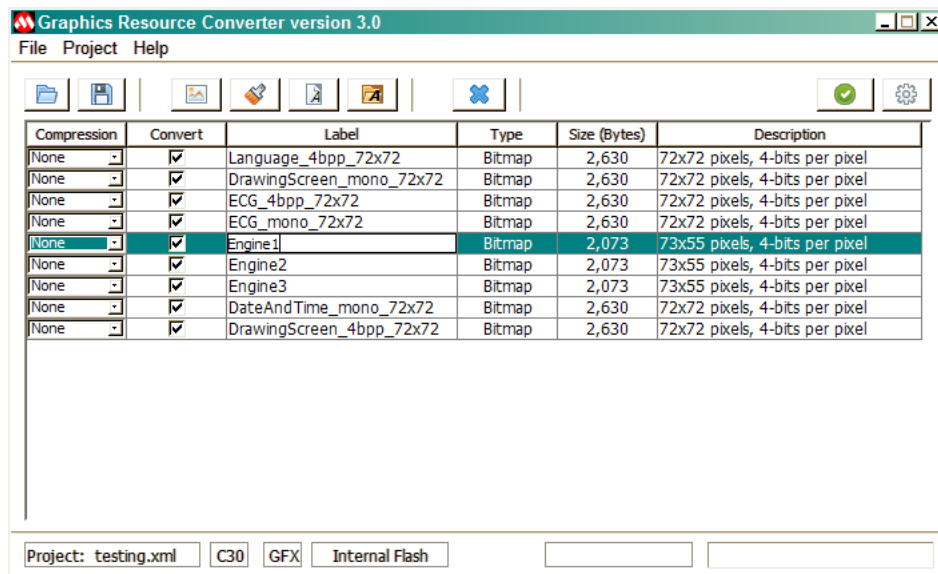 Graphics Resource Converter version 3.0
File Project Help
Compression Convert Label Type Size (Bytes) Description
None Language_4bpp_72x72 Bitmap 2,630 72x72 pixels, 4-bits per pixel
None DrawingScreen_mono_72x72 Bitmap 2,630 72x72 pixels, 4-bits per pixel
None ECG_4bpp_72x72 Bitmap 2,630 72x72 pixels, 4-bits per pixel
None ECG_mono_72x72 Bitmap 2,630 72x72 pixels, 4-bits per pixel
None Engine1 Bitmap 2,073 73x55 pixels, 4-bits per pixel
None Engine2 Bitmap 2,073 73x55 pixels, 4-bits per pixel
None Engine3 Bitmap 2,073 73x55 pixels, 4-bits per pixel
None DateAndTime_mono_72x72 Bitmap 2,630 72x72 pixels, 4-bits per pixel
None DrawingScreen_4bpp_72x72 Bitmap 2,630 72x72 pixels, 4-bits per pixel
Project: testing.xml C30 GFX Internal Flash